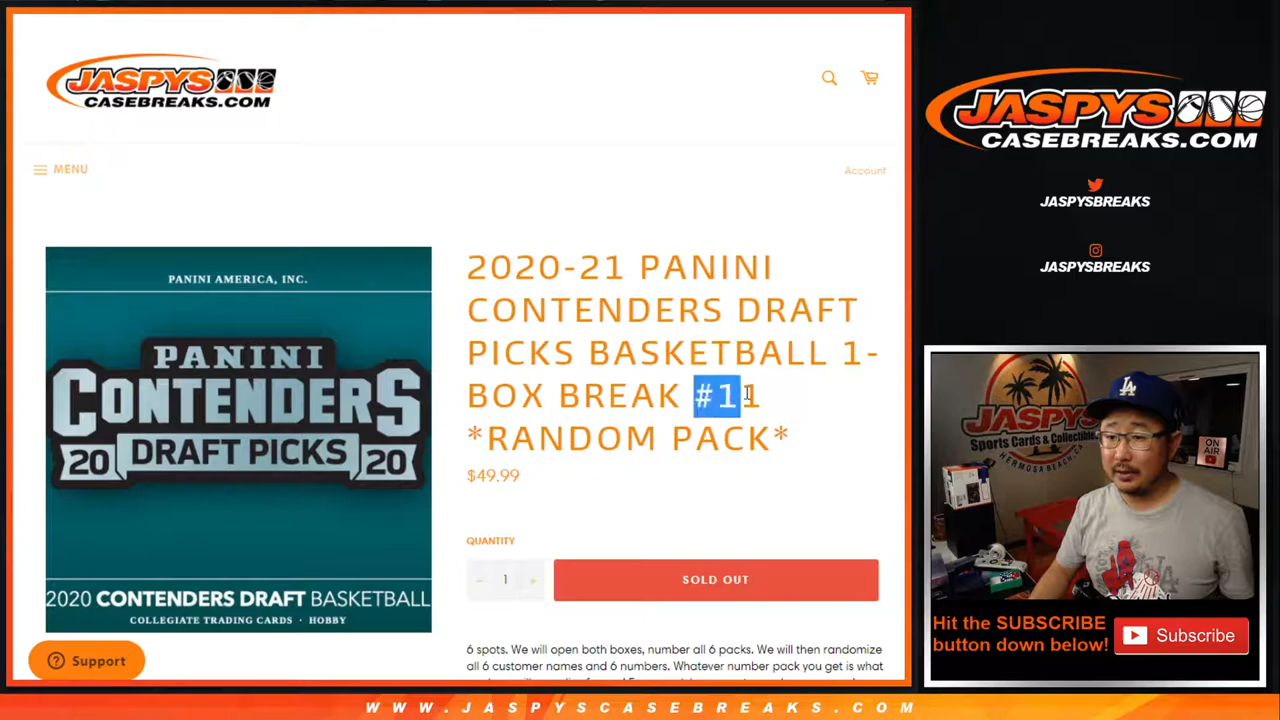 JASPYS
CASEBREAKS.COM
MENU
Account
PANINI AMERICA, INC.
PANINI
CONTENDERS
20 DRAFT PICKS 20
2020 CONTENDERS DRAFT BASKETBALL
COLLEGIATE TRADING CARDS • HOBBY
2020-21 PANINI
CONTENDERS DRAFT
PICKS BASKETBALL 1-
BOX BREAK #11
*RANDOM PACK*
$49.99
QUANTITY
− 1 +
SOLD OUT
6 spots. We will open both boxes, number all 6 packs. We will then randomize
all 6 customer names and 6 numbers. Whatever number pack you get is what
Support
JASPYS
CASEBREAKS.COM
JASPYSBREAKS
JASPYSBREAKS
JASPYS
Sports Cards & Collectibles
HERMOSA BEACH, CA
LA
ON
AIR
Hit the SUBSCRIBE
button down below!
Subscribe
WWW.JASPYSCASEBREAKS.COM